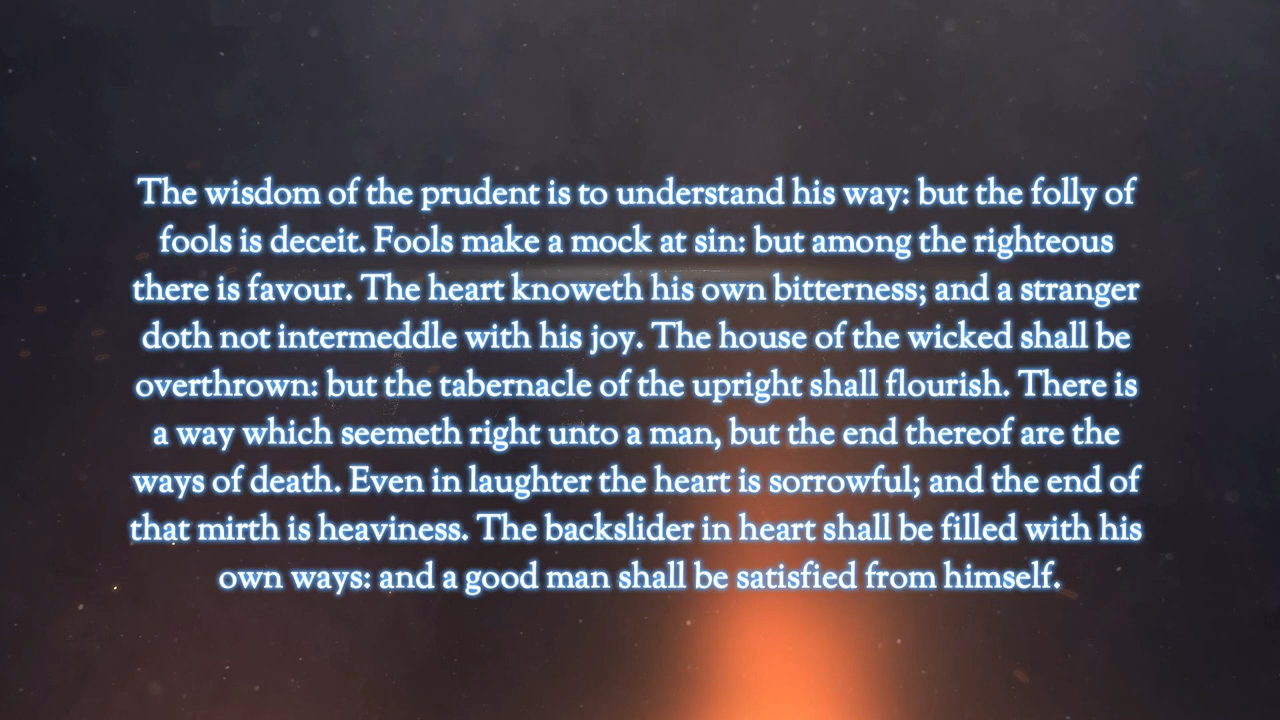 The wisdom of the prudent is to understand his way: but the folly of
fools is deceit. Fools make a mock at sin: but among the righteous
there is favour. The heart knoweth his own bitterness; and a stranger
doth not intermeddle with his joy. The house of the wicked shall be
overthrown: but the tabernacle of the upright shall flourish. There is
a way which seemeth right unto a man, but the end thereof are the
ways of death. Even in laughter the heart is sorrowful; and the end of
that mirth is heaviness. The backslider in heart shall be filled with his
own ways: and a good man shall be satisfied from himself.